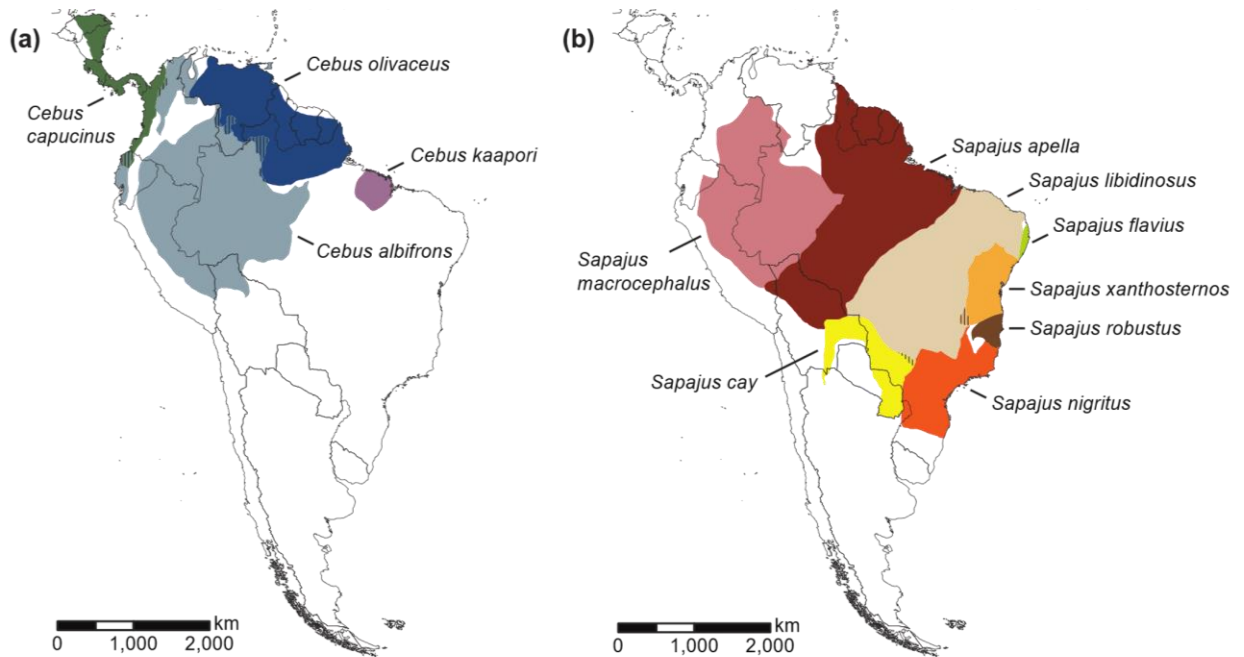 (a)
Cebus olivaceus
Cebus
capucinus
Cebus kaapori
Cebus albifrons
km
0 1,000 2,000
(b)
Sapajus apella
Sapajus libidinosus
Sapajus flavius
Sapajus
macrocephalus
Sapajus xanthosternos
Sapajus robustus
Sapajus cay
Sapajus nigritus
km
0 1,000 2,000